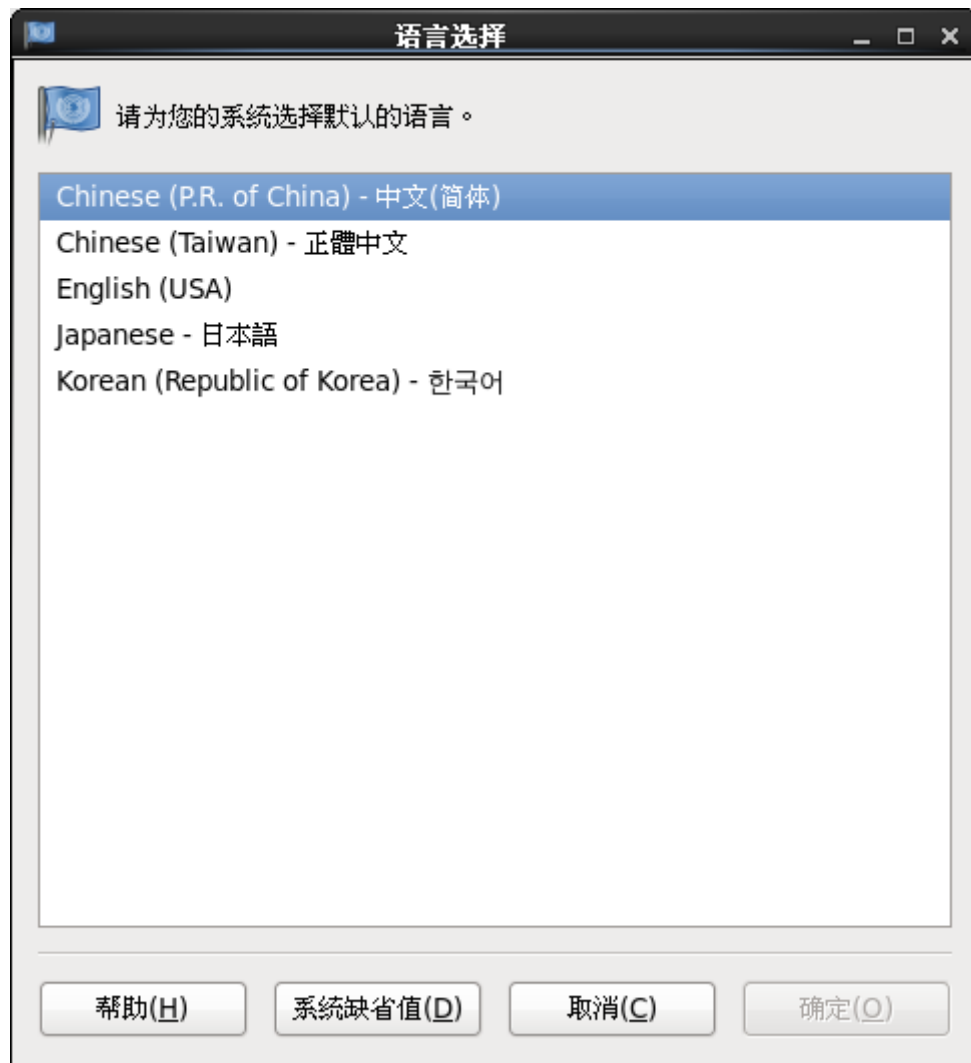 语言选择
请为您的系统选择默认的语言。
Chinese (P.R. of China) - 中文(简体)
Chinese (Taiwan) - 正體中文
English (USA)
Japanese - 日本語
Korean (Republic of Korea) - 한국어
帮助(H) 系统缺省值(D) 取消(C) 确定(O)